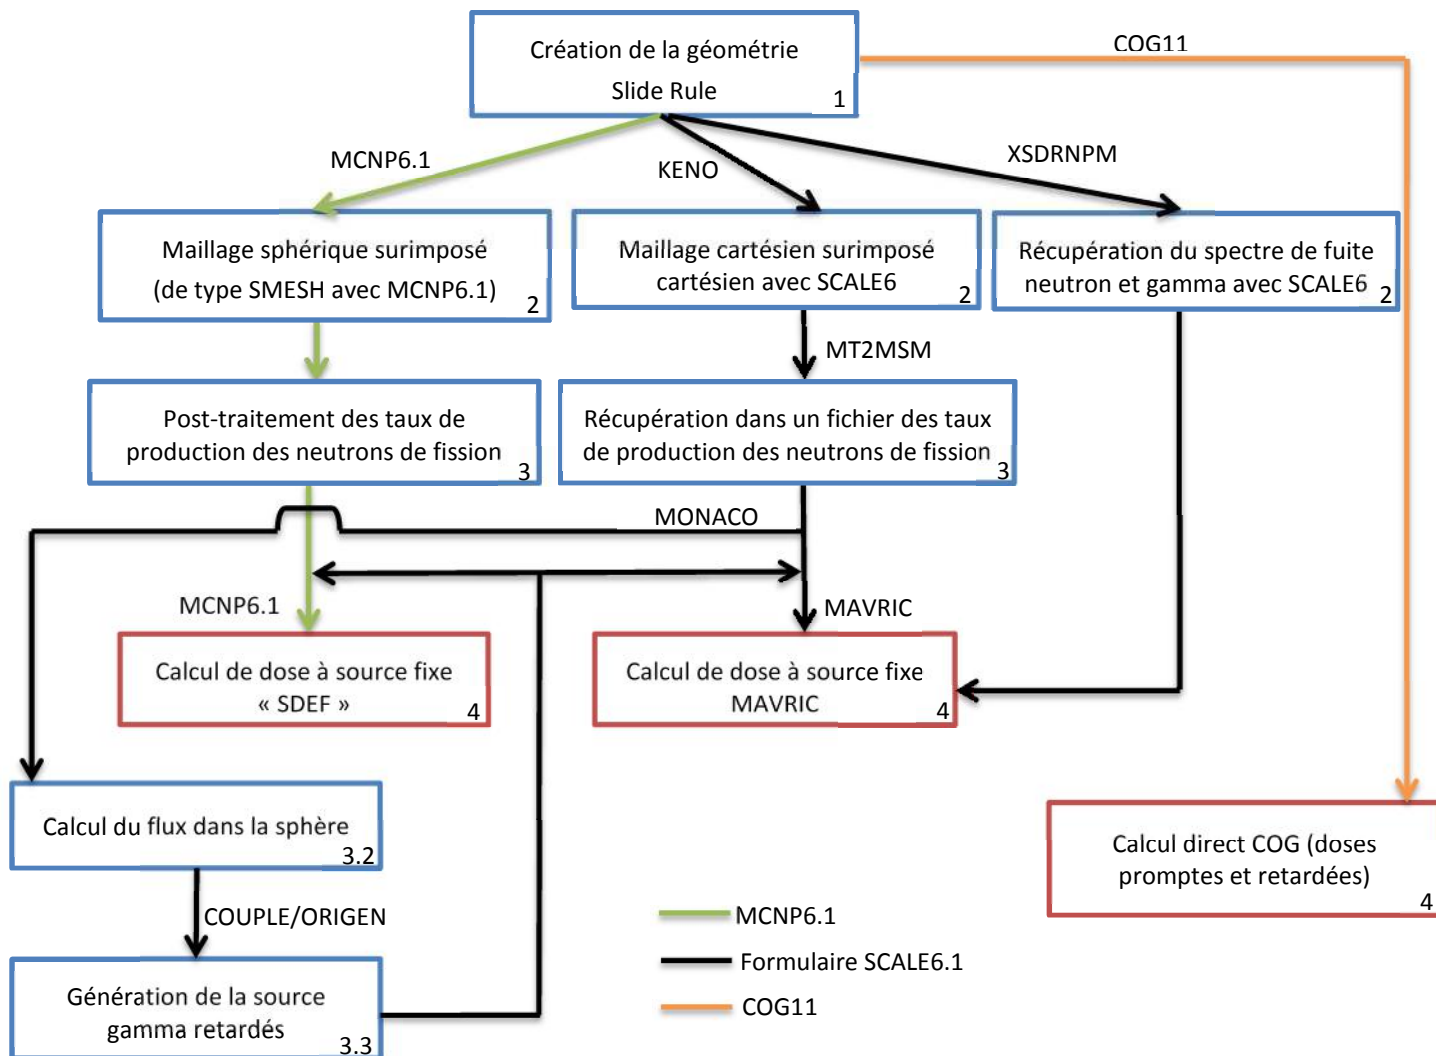 Création de la géométrie
Slide Rule
1
COG11
MCNP6.1
KENO
XSDRNPM
Maillage sphérique surimposé
(de type SMESH avec MCNP6.1)
2
Maillage cartésien surimposé
cartésien avec SCALE6
2
Récupération du spectre de fuite
neutron et gamma avec SCALE6
2
MT2MSM
Post-traitement des taux de
production des neutrons de fission
3
Récupération dans un fichier des taux
de production des neutrons de fission
3
MONACO
MCNP6.1
MAVRIC
Calcul de dose à source fixe
« SDEF »
4
Calcul de dose à source fixe
MAVRIC
4
Calcul du flux dans la sphère
3.2
Calcul direct COG (doses
promptes et retardées)
4
COUPLE/ORIGEN
Génération de la source
gamma retardés
3.3
MCNP6.1
Formulaire SCALE6.1
COG11